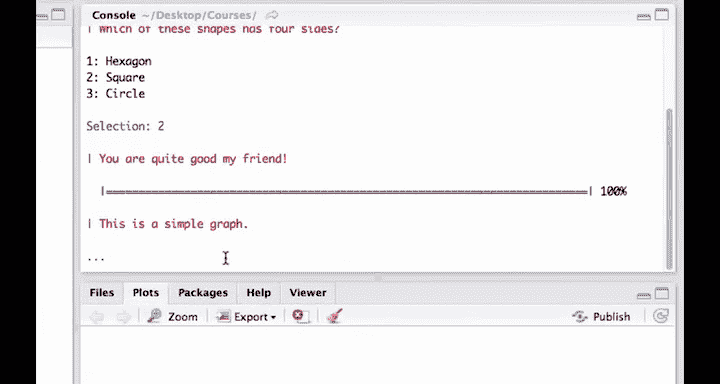 Console ~/Desktop/Courses/
| Which of these shapes has four sides?
1: Hexagon
2: Square
3: Circle
Selection: 2
| You are quite good my friend!
|======================================================================| 100%
| This is a simple graph.
...
Files Plots Packages Help Viewer
Zoom Export Publish